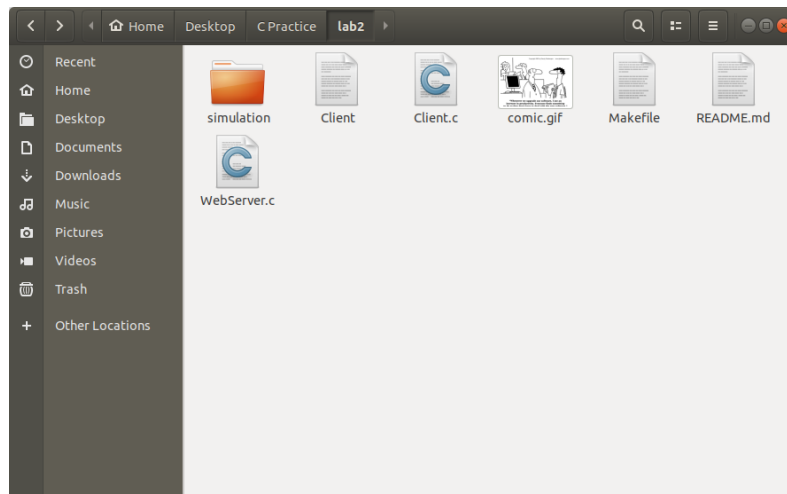 Home Desktop C Practice lab2
Recent
Home
Desktop
Documents
Downloads
Music
Pictures
Videos
Trash
Other Locations
simulation Client Client.c comic.gif Makefile README.md
WebServer.c